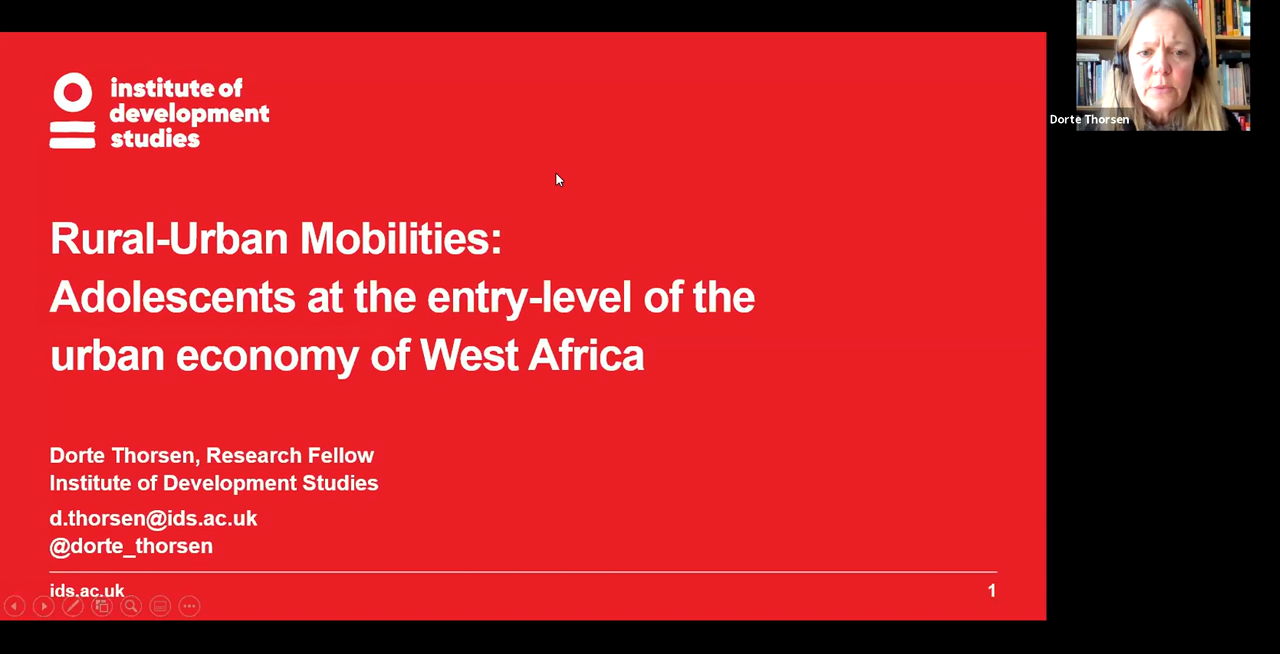 institute of
development
studies
Dorte Thorsen
Rural-Urban Mobilities:
Adolescents at the entry-level of the
urban economy of West Africa
Dorte Thorsen, Research Fellow
Institute of Development Studies
d.thorsen@ids.ac.uk
@dorte_thorsen
ids.ac.uk
1